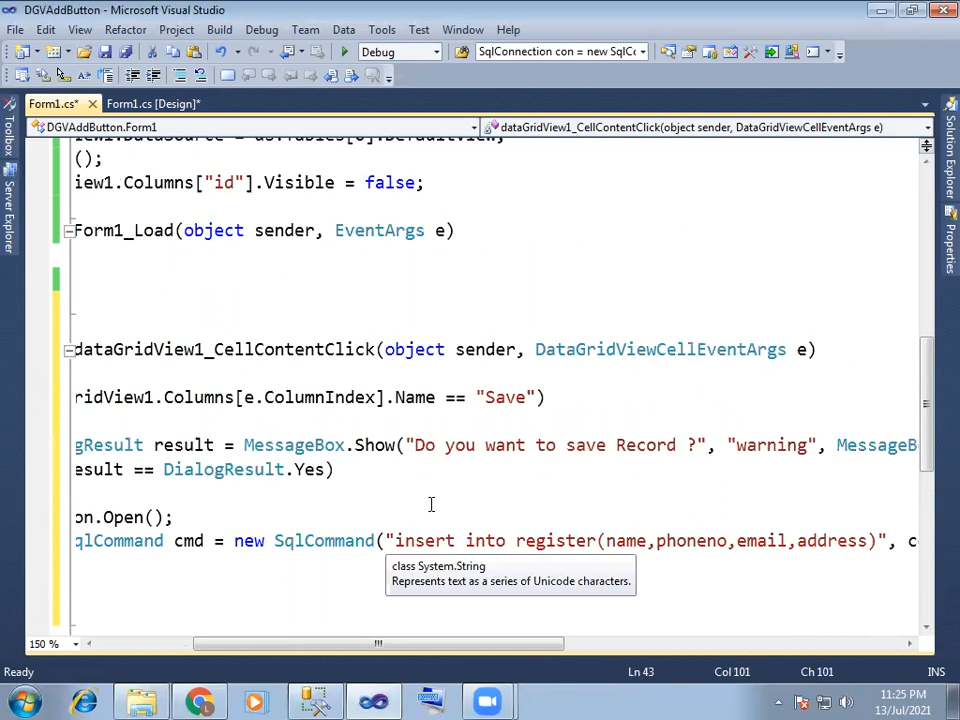 DGVAddButton - Microsoft Visual Studio
File Edit View Refactor Project Build Debug Team Data Tools Test Window Help
Debug SqlConnection con = new SqlCc
Form1.cs* Form1.cs [Design]*
DGVAddButton.Form1 dataGridView1_CellContentClick(object sender, DataGridViewCellEventArgs e)
();
iew1.Columns["id"].Visible = false;
Form1_Load(object sender, EventArgs e)
dataGridView1_CellContentClick(object sender, DataGridViewCellEventArgs e)
ridView1.Columns[e.ColumnIndex].Name == "Save")
gResult result = MessageBox.Show("Do you want to save Record ?", "warning", MessageB
esult == DialogResult.Yes)
on.Open();
qlCommand cmd = new SqlCommand("insert into register(name,phoneno,email,address)", c
class System.String
Represents text as a series of Unicode characters.
150 %
Ready Ln 43 Col 101 Ch 101 INS
11:25 PM
13/Jul/2021
Toolbox
Server Explorer
Solution Explorer
Properties